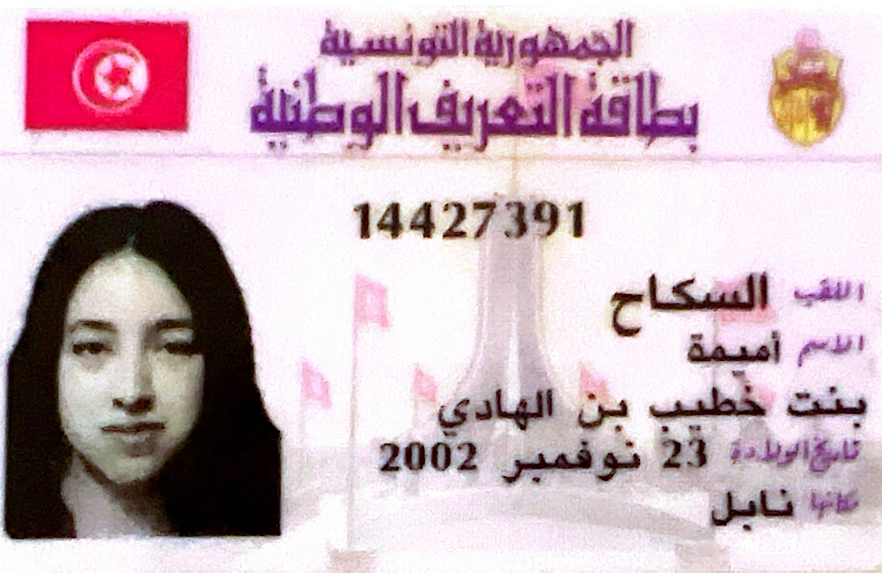 الجمهورية التونسية
بطاقة التعريف الوطنية
14427391
اللقب السكاح
الاسم أميمة
بنت خطيب بن الهادي
تاريخ الولادة 23 نوفمبر 2002
مكانها نابل